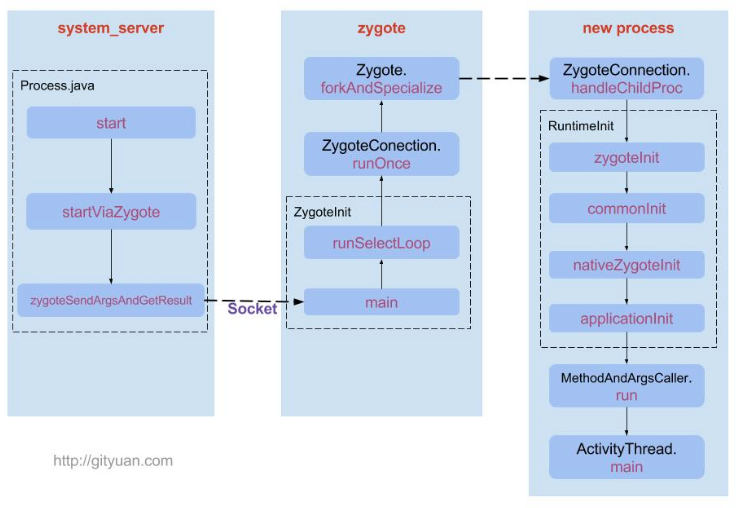 system_server
Process.java
start
startViaZygote
zygoteSendArgsAndGetResult
Socket
zygote
Zygote.
forkAndSpecialize
ZygoteConection.
runOnce
ZygoteInit
runSelectLoop
main
new process
ZygoteConnection.
handleChildProc
RuntimeInit
zygoteInit
commonInit
nativeZygoteInit
applicationInit
MethodAndArgsCaller.
run
ActivityThread.
main
http://gityuan.com